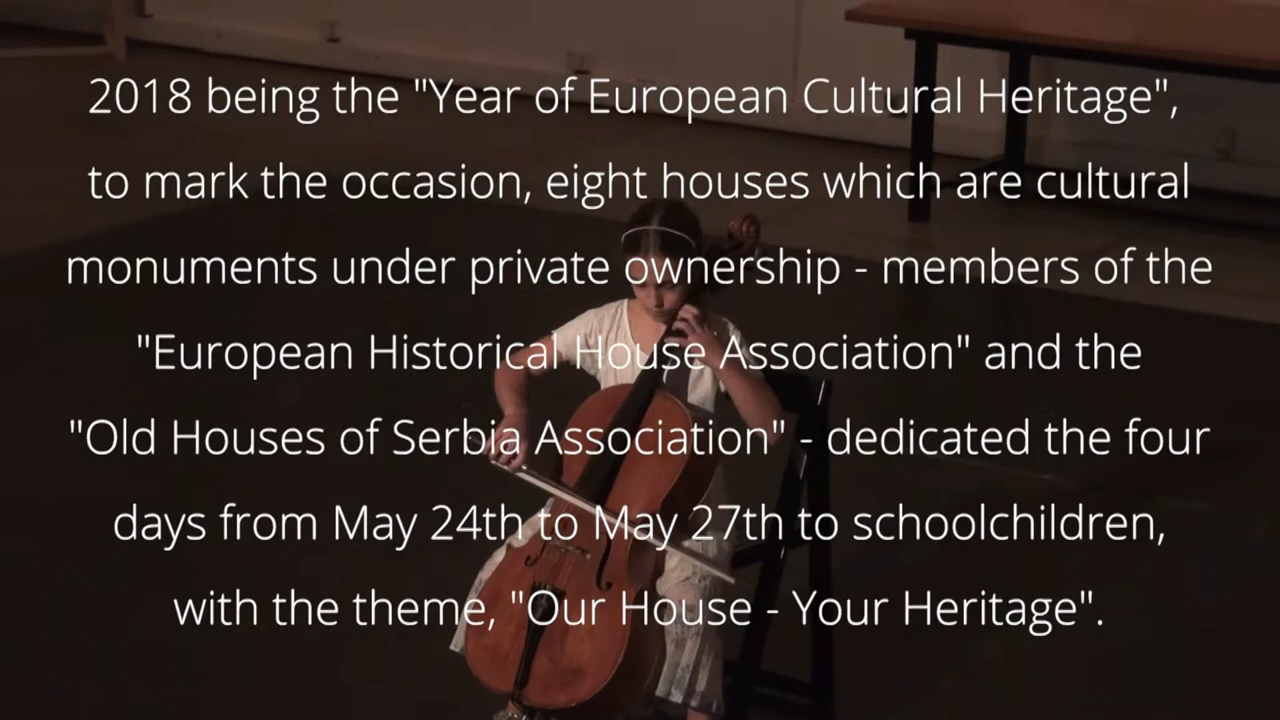 2018 being the "Year of European Cultural Heritage",
to mark the occasion, eight houses which are cultural
monuments under private ownership - members of the
"European Historical House Association" and the
"Old Houses of Serbia Association" - dedicated the four
days from May 24th to May 27th to schoolchildren,
with the theme, "Our House - Your Heritage".